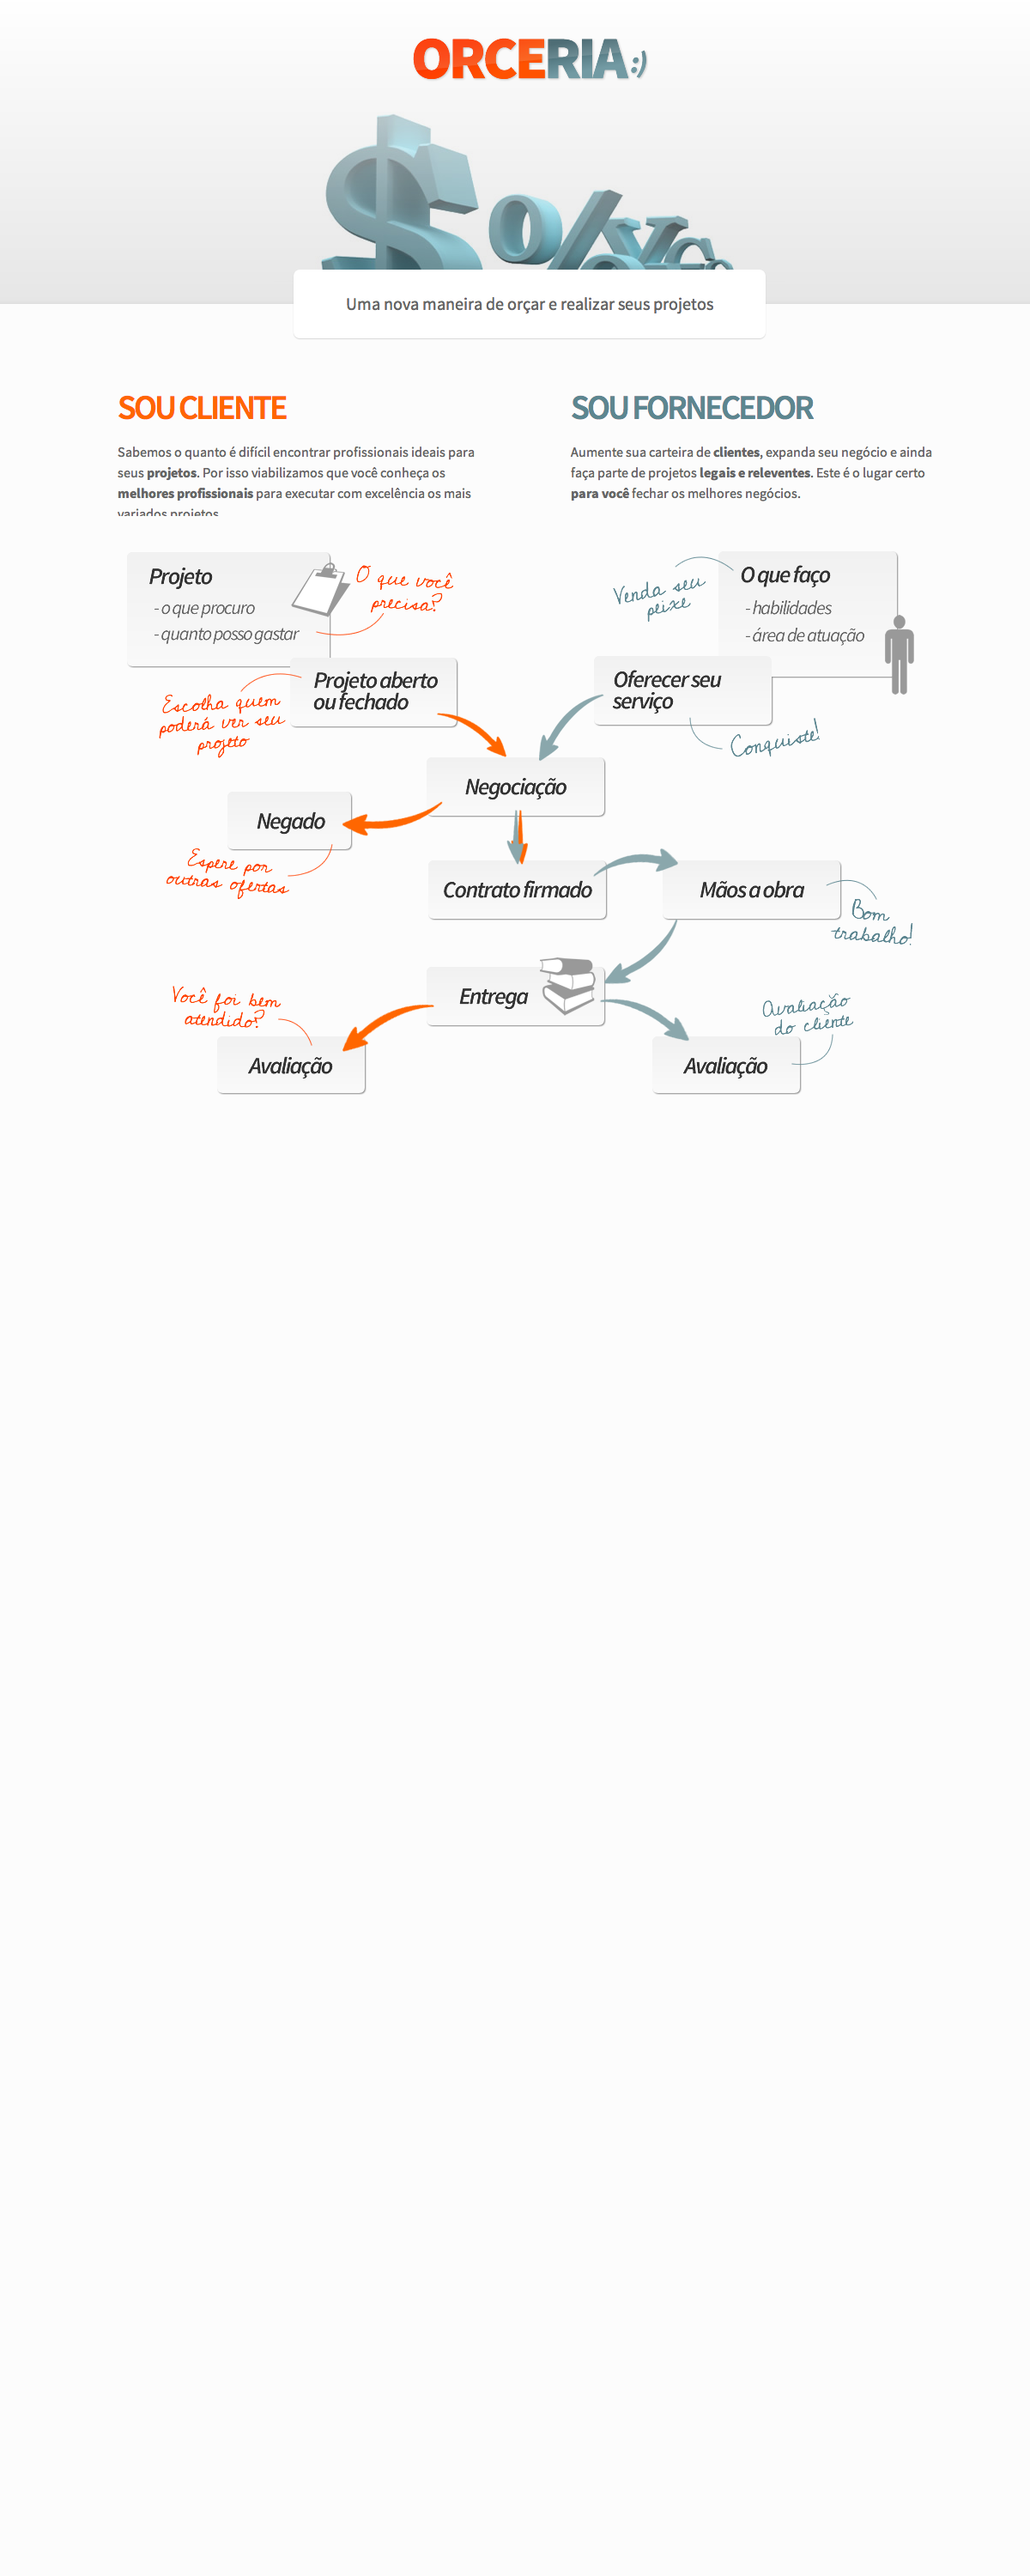 ORCERIA:)
Uma nova maneira de orçar e realizar seus projetos
SOU CLIENTE
Sabemos o quanto é difícil encontrar profissionais ideais para
seus projetos. Por isso viabilizamos que você conheça os
melhores profissionais para executar com excelência os mais
variados projetos
SOU FORNECEDOR
Aumente sua carteira de clientes, expanda seu negócio e ainda
faça parte de projetos legais e releventes. Este é o lugar certo
para você fechar os melhores negócios.
Projeto
- o que procuro
- quanto posso gastar
O que você
precisa?
Venda seu
peixe
O que faço
- habilidades
- área de atuação
Projeto aberto
ou fechado
Escolha quem
poderá ver seu
projeto
Oferecer seu
serviço
Conquiste!
Negociação
Negado
Espere por
outras ofertas
Contrato firmado
Mãos a obra
Bom
trabalho!
Entrega
Você foi bem
atendido?
Avaliação
do cliente
Avaliação
Avaliação